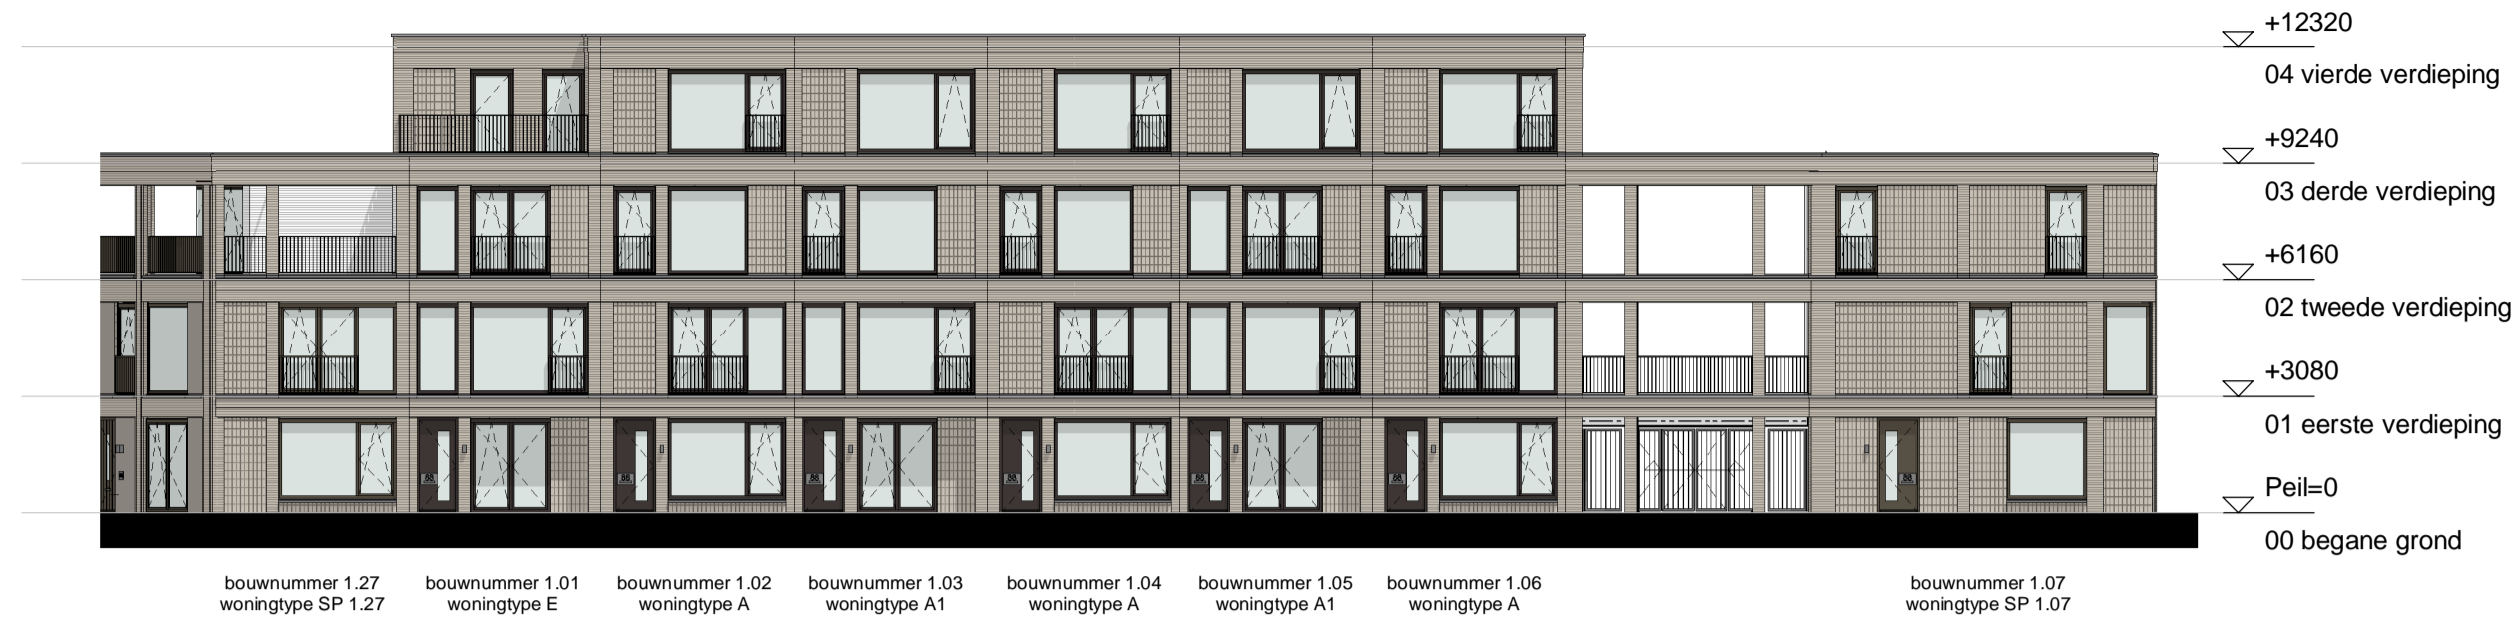 +12320
04 vierde verdieping
+9240
03 derde verdieping
+6160
02 tweede verdieping
+3080
01 eerste verdieping
Peil=0
00 begane grond
bouwnummer 1.27
woningtype SP 1.27
bouwnummer 1.01
woningtype E
bouwnummer 1.02
woningtype A
bouwnummer 1.03
woningtype A1
bouwnummer 1.04
woningtype A
bouwnummer 1.05
woningtype A1
bouwnummer 1.06
woningtype A
bouwnummer 1.07
woningtype SP 1.07